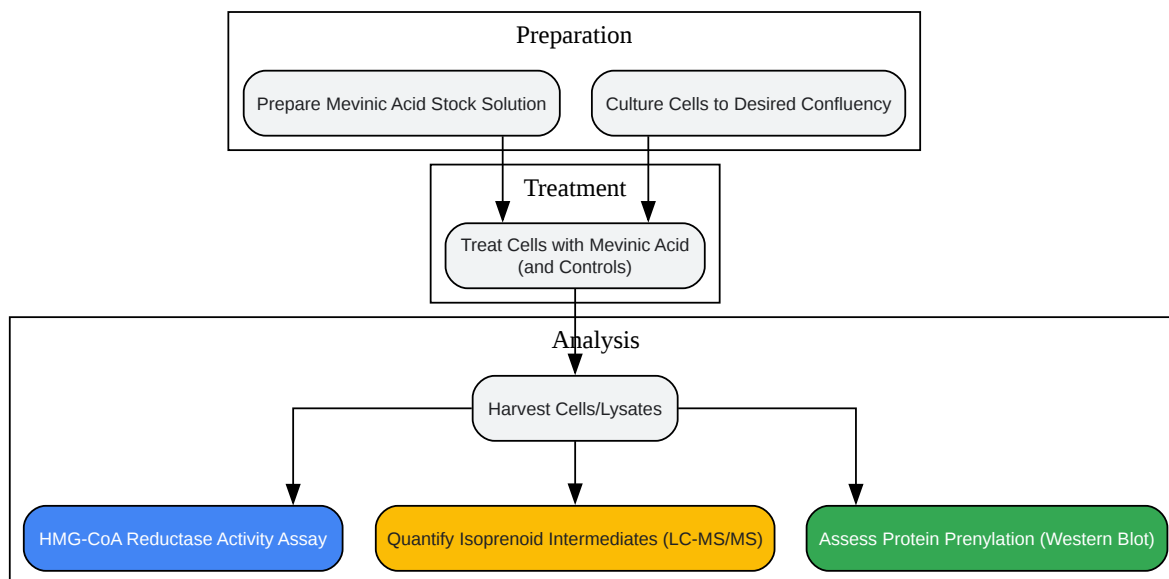 Preparation
Prepare Mevinic Acid Stock Solution
Culture Cells to Desired Confluency
Treatment
Treat Cells with Mevinic Acid
(and Controls)
Analysis
Harvest Cells/Lysates
HMG-CoA Reductase Activity Assay
Quantify Isoprenoid Intermediates (LC-MS/MS)
Assess Protein Prenylation (Western Blot)